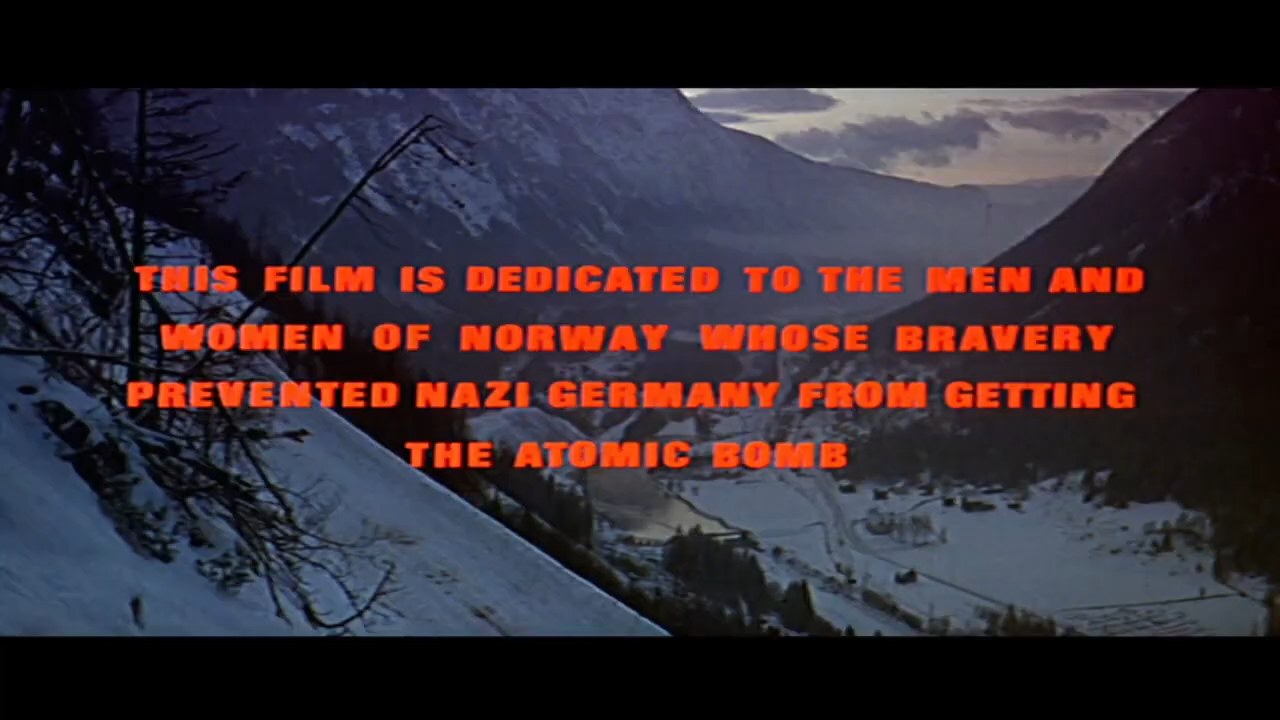 THIS FILM IS DEDICATED TO THE MEN AND
WOMEN OF NORWAY WHOSE BRAVERY
PREVENTED NAZI GERMANY FROM GETTING
THE ATOMIC BOMB